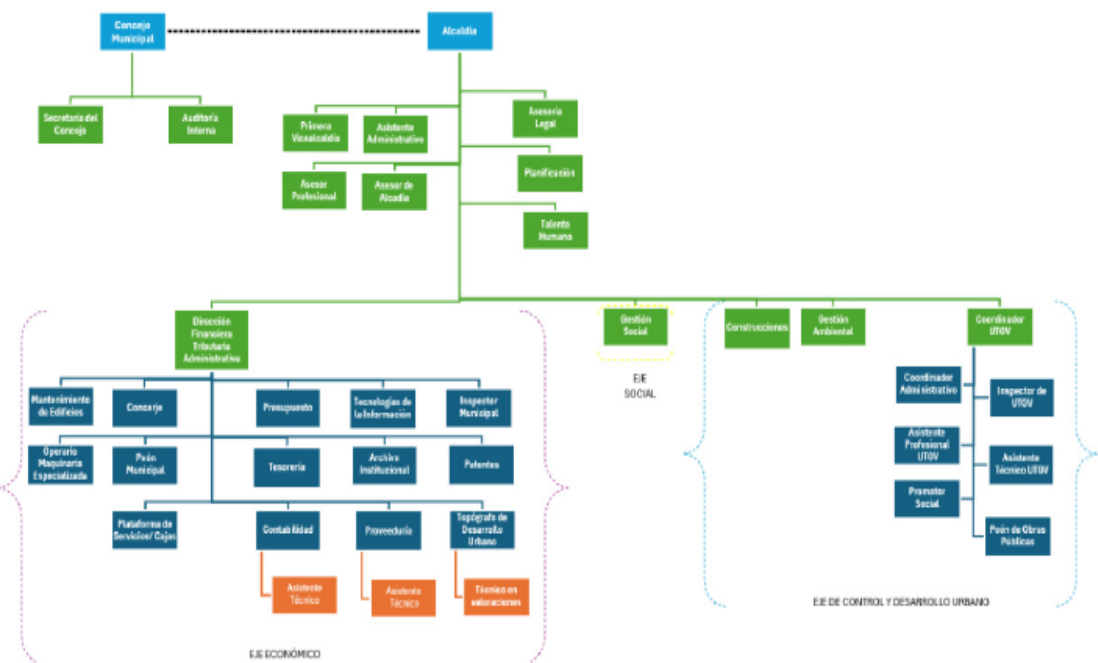 Concejo
Municipal
Alcaldía
Secretaria del
Concejo
Auditoría
Interna
Primera
Vicealcaldía
Asistente
Administrativo
Asesoría
Legal
Asesor
Profesional
Asesor de
Alcadía
Planificación
Talento
Humano
Dirección
Financiera
Tributaria
Administrativa
Gestión
Social
Construcciones
Gestión
Ambiental
Coordinador
UTGV
EJE
SOCIAL
Mantenimiento
de Edificios
Conserje
Presupuesto
Tecnologías de
la Información
Inspector
Municipal
Coordinador
Administrativo
Inspector de
UTGV
Operario
Maquinaria
Especializada
Peón
Municipal
Tesorería
Archivo
Institucional
Patentes
Asistente
Profesional
UTGV
Asistente
Técnico UTGV
Promotor
Social
Plataforma de
Servicios/ Cajas
Contabilidad
Proveeduría
Topógrafo de
Desarrollo
Urbano
Peón de Obras
Públicas
Asistente
Técnico
Asistente
Técnico
Técnico en
valoraciones
EJE DE CONTROL Y DESARROLLO URBANO
EJE ECONÓMICO